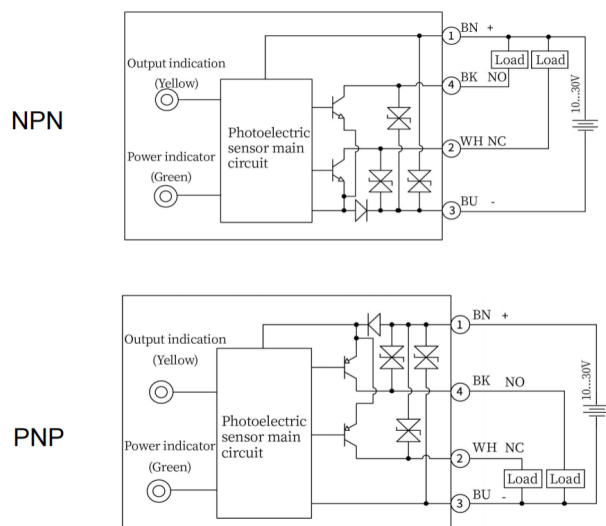 NPN
Output indication
(Yellow)
Power indicator
(Green)
Photoelectric
sensor main
circuit
1 BN +
Load Load
4 BK NO
2 WH NC
3 BU -
10...30V
PNP
Output indication
(Yellow)
Power indicator
(Green)
Photoelectric
sensor main
circuit
1 BN +
4 BK NO
2 WH NC
Load Load
3 BU -
10...30V